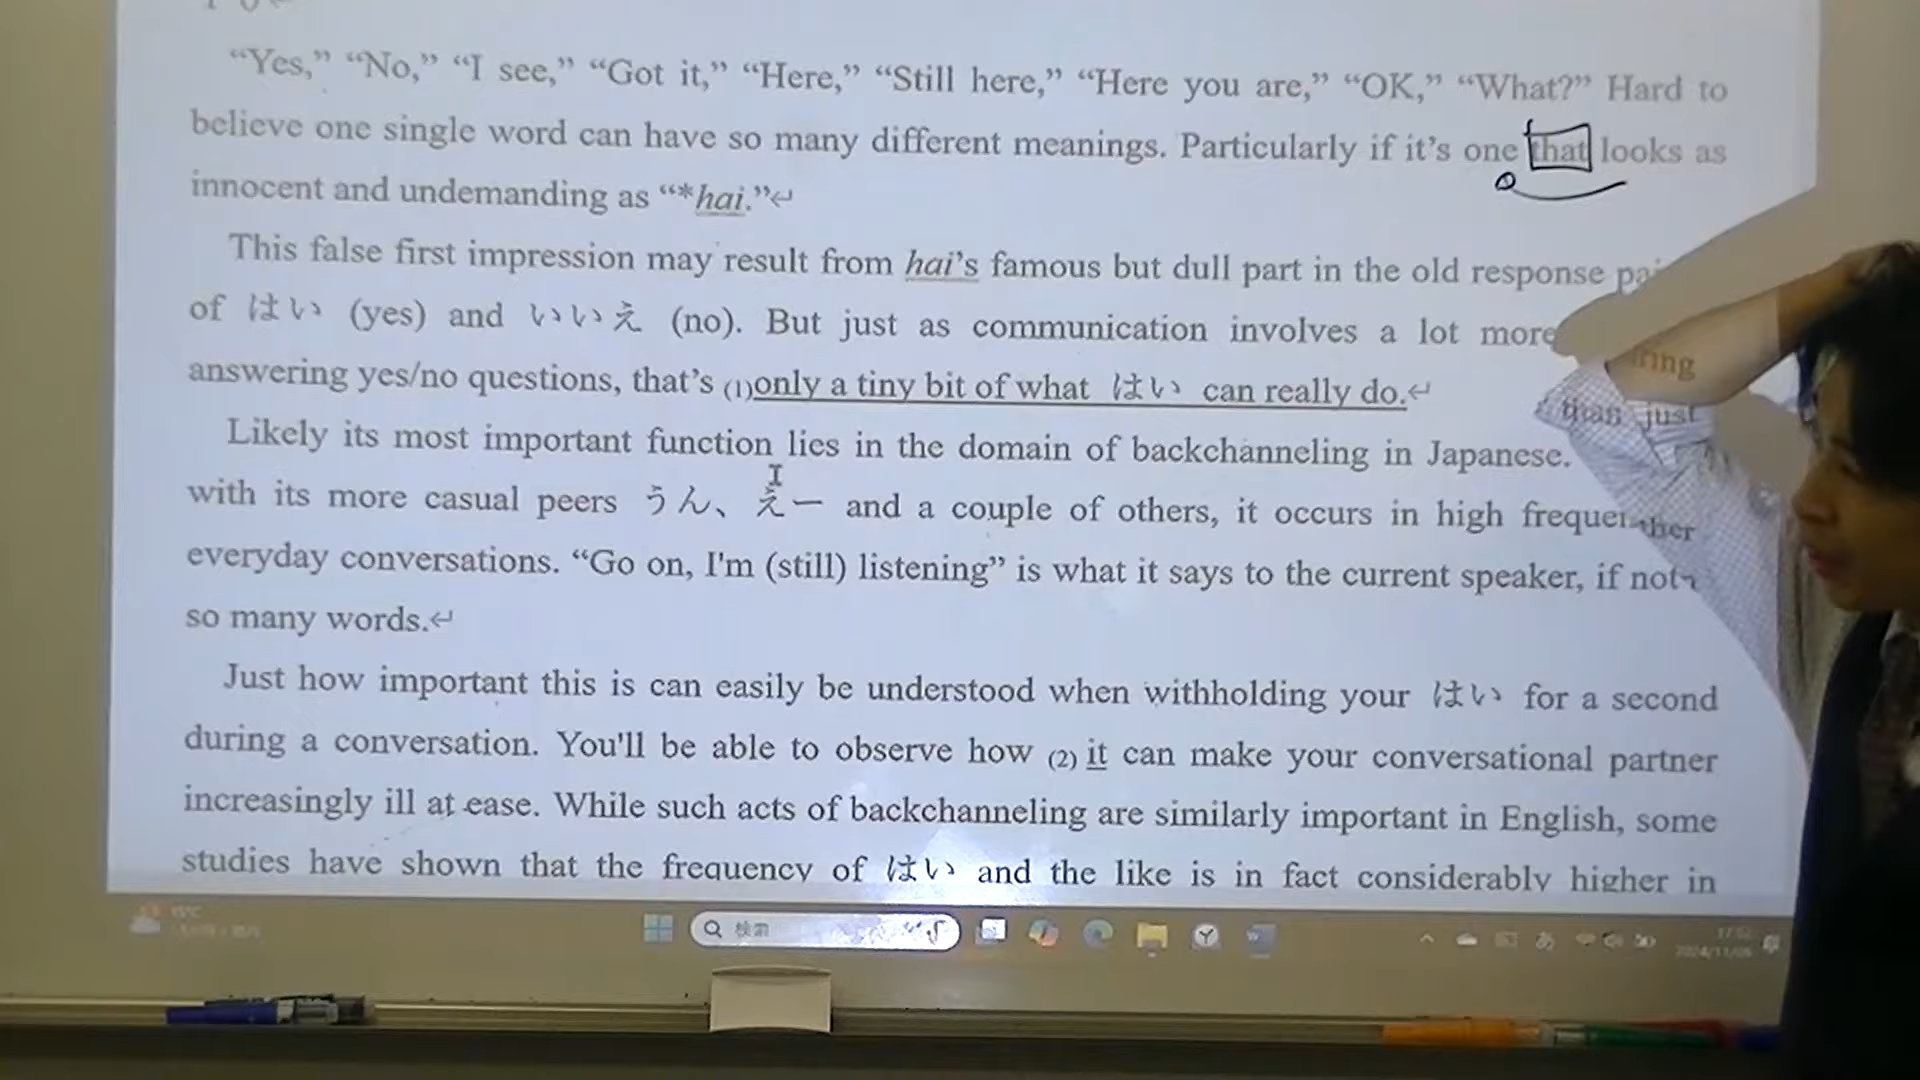 “Yes,” “No,” “I see,” “Got it,” “Here,” “Still here,” “Here you are,” “OK,” “What?” Hard to
believe one single word can have so many different meanings. Particularly if it’s one that looks as
innocent and undemanding as “*hai.”↵
This false first impression may result from hai’s famous but dull part in the old response
of はい (yes) and いいえ (no). But just as communication involves a lot more than just
answering yes/no questions, that’s (1)only a tiny bit of what はい can really do.↵
Likely its most important function lies in the domain of backchanneling in Japanese.
with its more casual peers うん、えー and a couple of others, it occurs in high
everyday conversations. “Go on, I'm (still) listening” is what it says to the current speaker, if not
so many words.↵
Just how important this is can easily be understood when withholding your はい for a second
during a conversation. You'll be able to observe how (2) it can make your conversational partner
increasingly ill at ease. While such acts of backchanneling are similarly important in English, some
studies have shown that the frequency of はい and the like is in fact considerably higher in
検索
あ